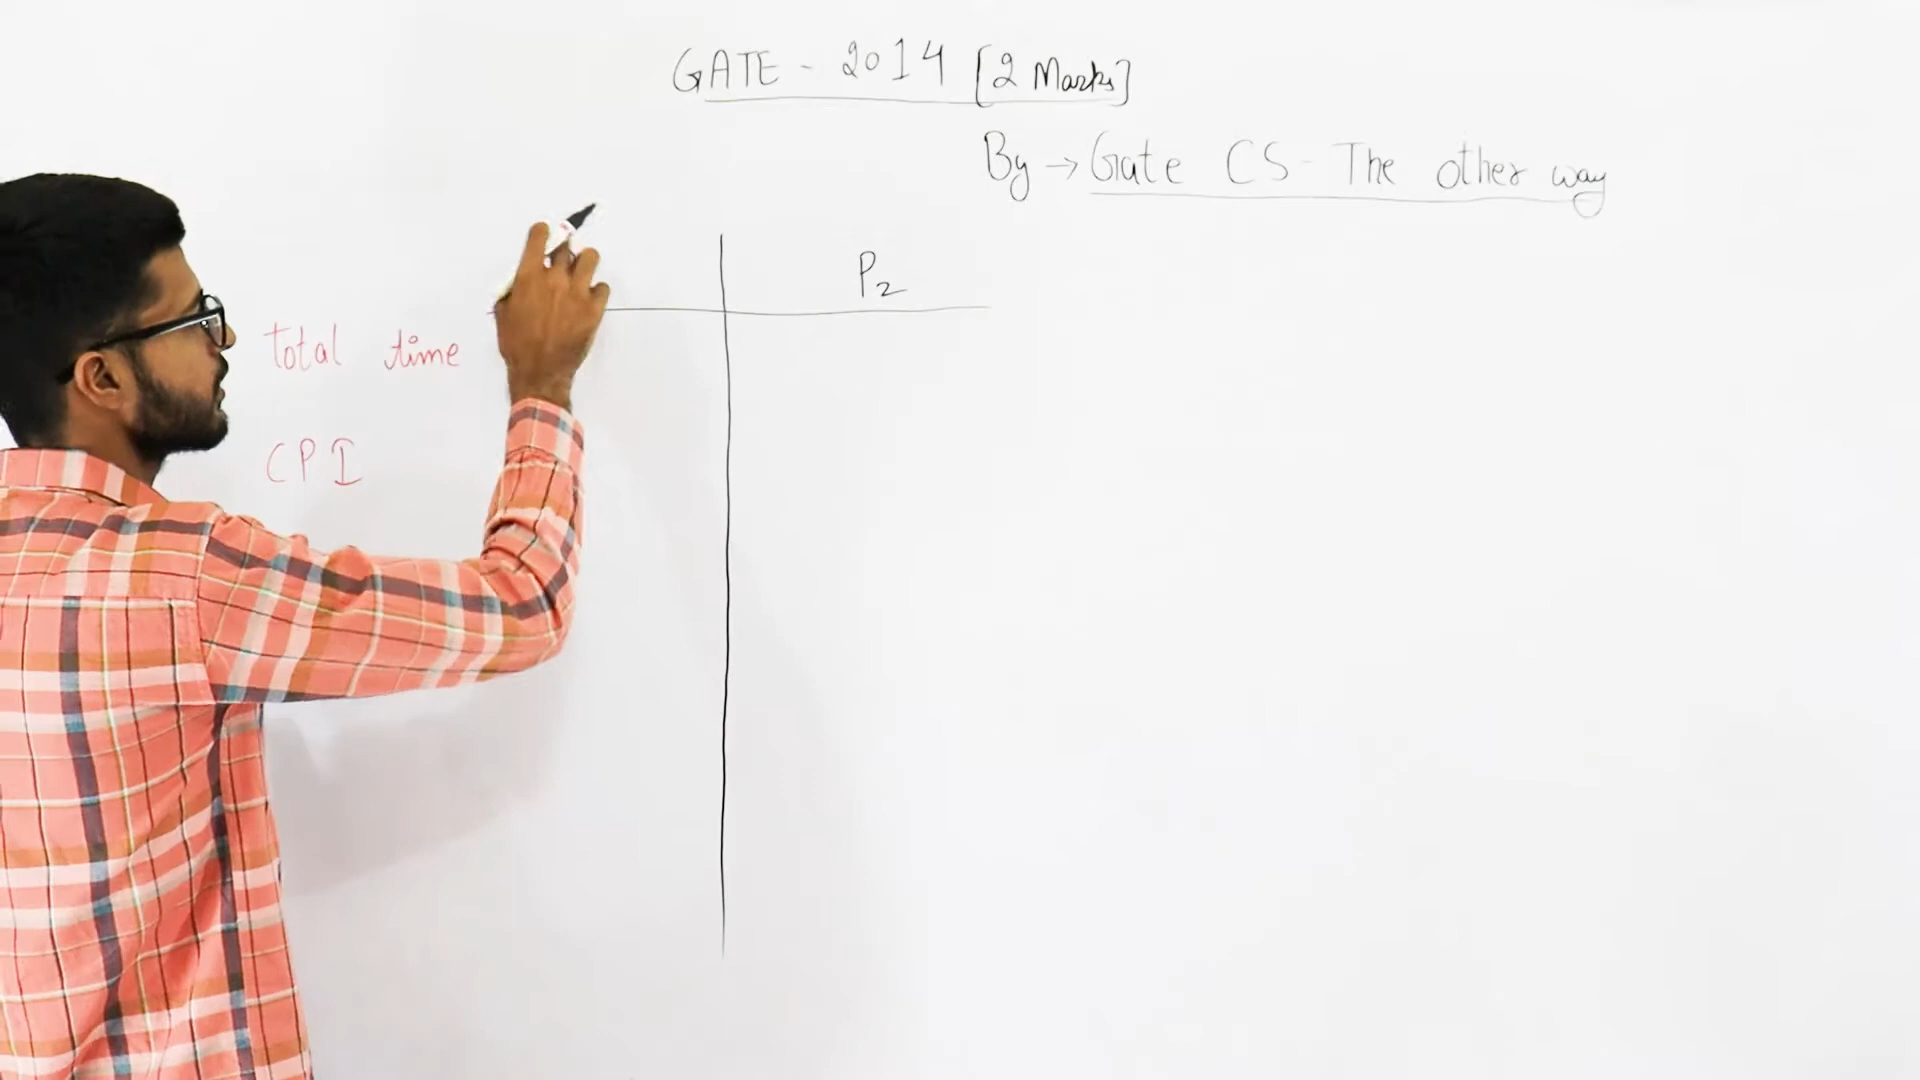 GATE - 2014 [2 Marks]
By → Gate CS - The other way
P2
total time
CPI